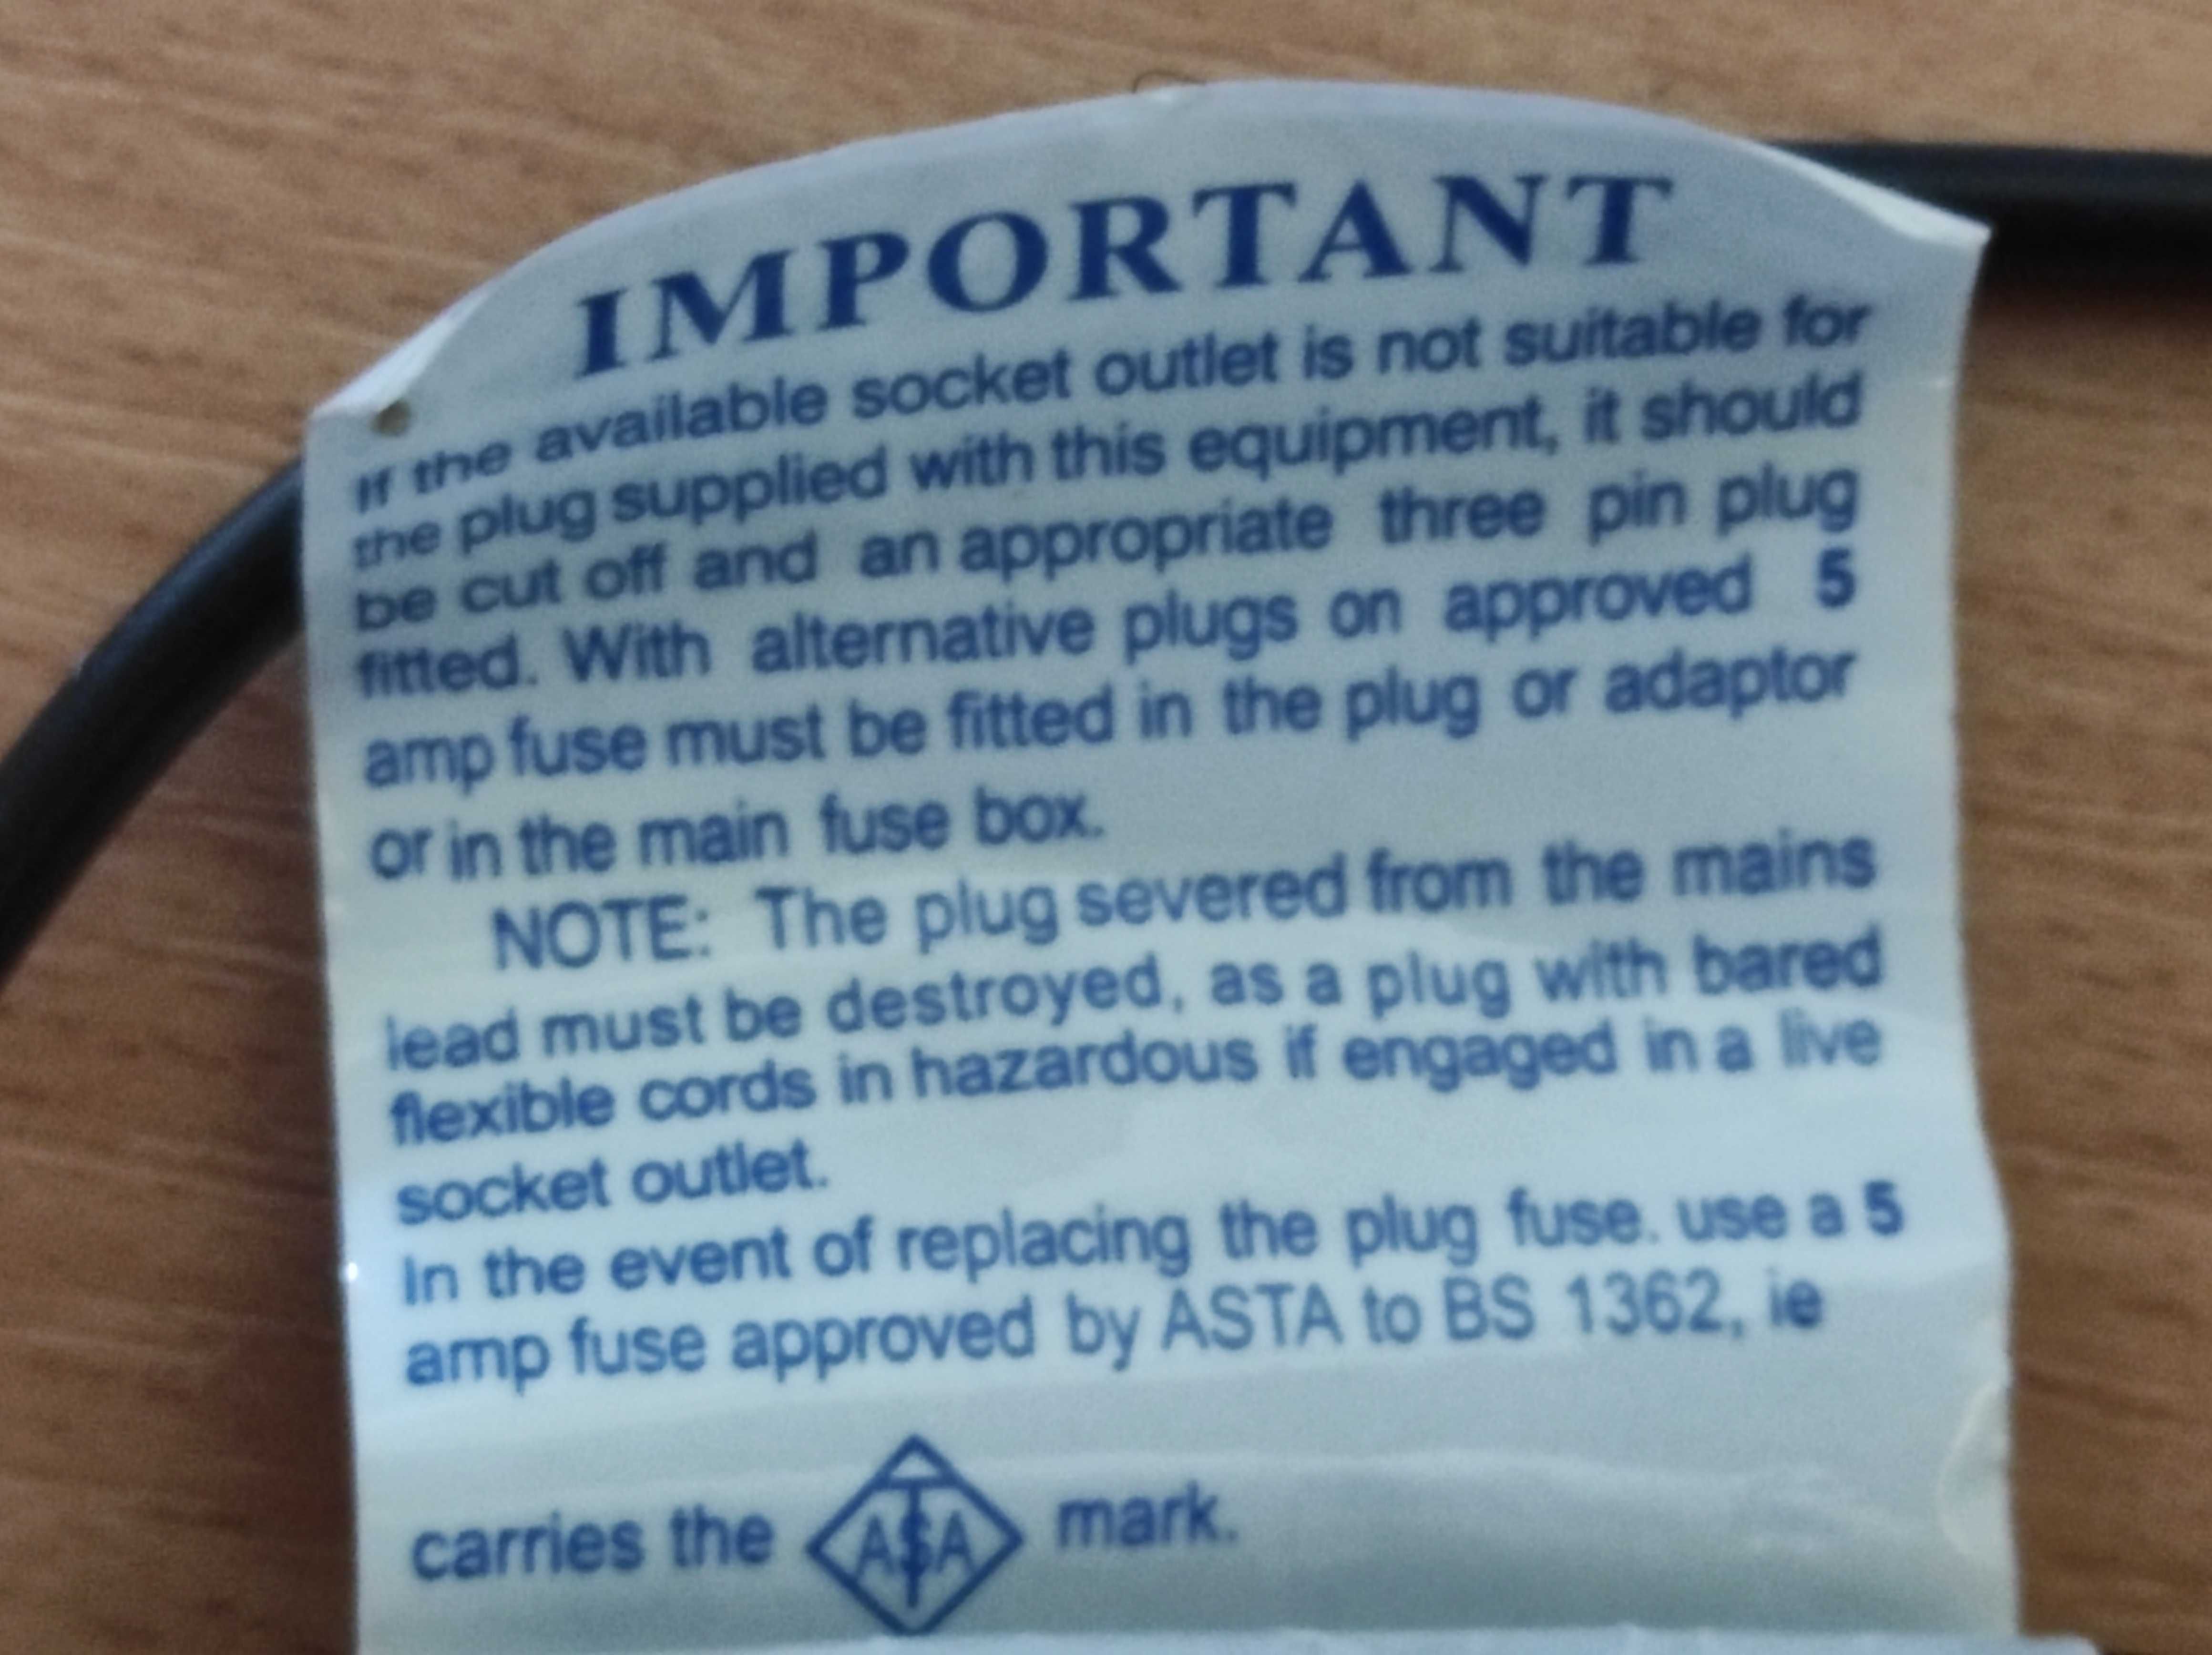 IMPORTANT
If the available socket outlet is not suitable for
the plug supplied with this equipment, it should
be cut off and an appropriate three pin plug
fitted. With alternative plugs on approved 5
amp fuse must be fitted in the plug or adaptor
or in the main fuse box.
NOTE: The plug severed from the mains
lead must be destroyed, as a plug with bared
flexible cords in hazardous if engaged in a live
socket outlet.
In the event of replacing the plug fuse. use a 5
amp fuse approved by ASTA to BS 1362, ie
carries the ASTA mark.